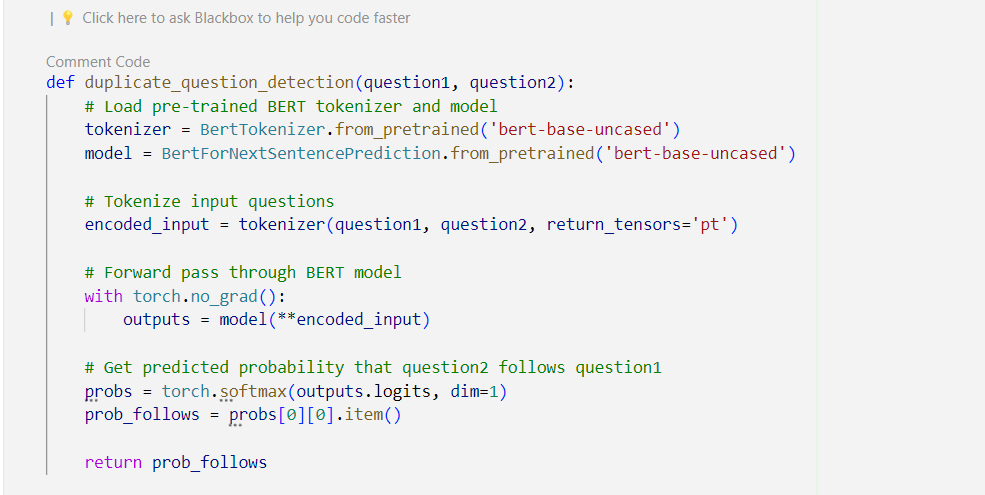 | 💡 Click here to ask Blackbox to help you code faster
Comment Code
def duplicate_question_detection(question1, question2):
    # Load pre-trained BERT tokenizer and model
    tokenizer = BertTokenizer.from_pretrained('bert-base-uncased')
    model = BertForNextSentencePrediction.from_pretrained('bert-base-uncased')
    # Tokenize input questions
    encoded_input = tokenizer(question1, question2, return_tensors='pt')
    # Forward pass through BERT model
    with torch.no_grad():
        outputs = model(**encoded_input)
    # Get predicted probability that question2 follows question1
    probs = torch.softmax(outputs.logits, dim=1)
    prob_follows = probs[0][0].item()
    return prob_follows